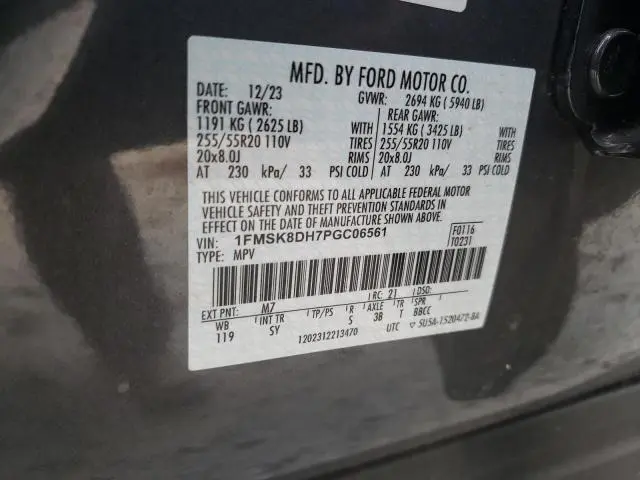 MFD. BY FORD MOTOR CO.
DATE: 12/23 GVWR: 2694 KG ( 5940 LB)
FRONT GAWR: REAR GAWR:
1191 KG ( 2625 LB) WITH 1554 KG ( 3425 LB) WITH
255/55R20 110V TIRES 255/55R20 110V TIRES
20x8.0J RIMS 20x8.0J RIMS
AT 230 kPa/ 33 PSI COLD AT 230 kPa/ 33 PSI COLD
THIS VEHICLE CONFORMS TO ALL APPLICABLE FEDERAL MOTOR
VEHICLE SAFETY AND THEFT PREVENTION STANDARDS IN
EFFECT ON THE DATE OF MANUFACTURE SHOWN ABOVE.
VIN: 1FMSK8DH7PGC06561 F0116
TYPE: MPV T0231
EXT PNT: M7 RC: 21 DSO:
WB INT TR TP/PS R AXLE TR SPR
119 SY S 3B T BBCC
1202312213470 UTC SU5A-1520472-BA